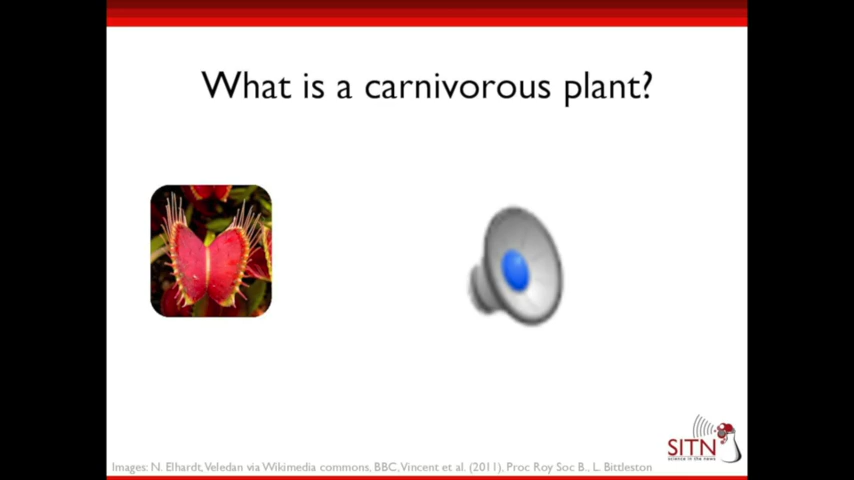 What is a carnivorous plant?
SITN
science in the news
Images: N. Elhardt, Veledan via Wikimedia commons, BBC, Vincent et al. (2011), Proc Roy Soc B., L. Bittleston